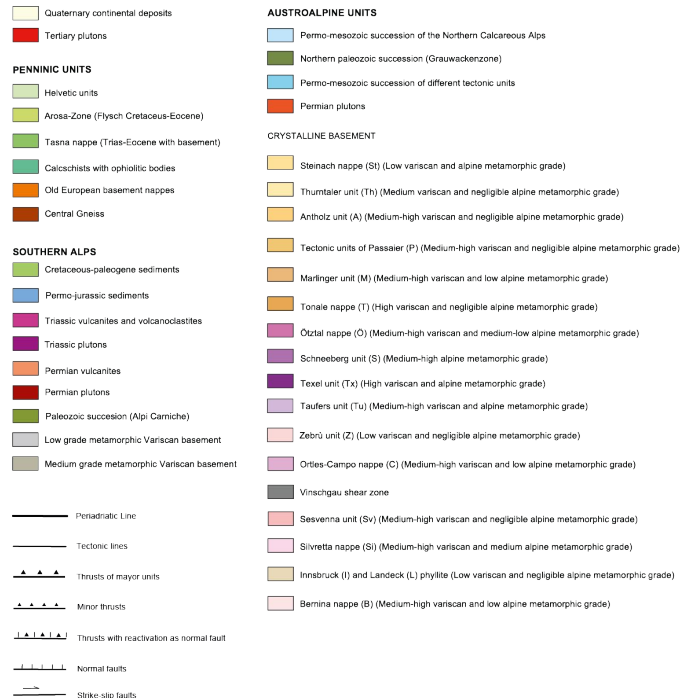 Quaternary continental deposits
Tertiary plutons
PENNINIC UNITS
Helvetic units
Arosa-Zone (Flysch Cretaceus-Eocene)
Tasna nappe (Trias-Eocene with basement)
Calcschists with ophiolitic bodies
Old European basement nappes
Central Gneiss
SOUTHERN ALPS
Cretaceous-paleogene sediments
Permo-jurassic sediments
Triassic vulcanites and volcanoclastites
Triassic plutons
Permian vulcanites
Permian plutons
Paleozoic succesion (Alpi Carniche)
Low grade metamorphic Variscan basement
Medium grade metamorphic Variscan basement
Periadriatic Line
Tectonic lines
Thrusts of mayor units
Minor thrusts
Thrusts with reactivation as normal fault
Normal faults
Strike-slip faults
AUSTROALPINE UNITS
Permo-mesozoic succession of the Northern Calcareous Alps
Northern paleozoic succession (Grauwackenzone)
Permo-mesozoic succession of different tectonic units
Permian plutons
CRYSTALLINE BASEMENT
Steinach nappe (St) (Low variscan and alpine metamorphic grade)
Thurntaler unit (Th) (Medium variscan and negligible alpine metamorphic grade)
Antholz unit (A) (Medium-high variscan and negligible alpine metamorphic grade)
Tectonic units of Passaier (P) (Medium-high variscan and negligible alpine metamorphic grade)
Marlinger unit (M) (Medium-high variscan and low alpine metamorphic grade)
Tonale nappe (T) (High variscan and negligible alpine metamorphic grade)
Ötztal nappe (Ö) (Medium-high variscan and medium-low alpine metamorphic grade)
Schneeberg unit (S) (Medium-high alpine metamorphic grade)
Texel unit (Tx) (High variscan and alpine metamorphic grade)
Taufers unit (Tu) (Medium-high variscan and alpine metamorphic grade)
Zebrù unit (Z) (Low variscan and negligible alpine metamorphic grade)
Ortles-Campo nappe (C) (Medium-high variscan and low alpine metamorphic grade)
Vinschgau shear zone
Sesvenna unit (Sv) (Medium-high variscan and negligible alpine metamorphic grade)
Silvretta nappe (Si) (Medium-high variscan and medium alpine metamorphic grade)
Innsbruck (I) and Landeck (L) phyllite (Low variscan and negligible alpine metamorphic grade)
Bernina nappe (B) (Medium-high variscan and low alpine metamorphic grade)